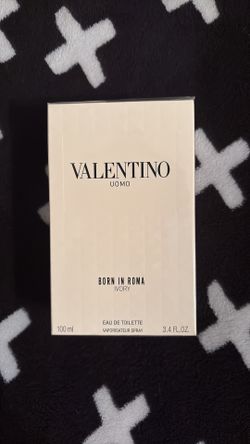 VALENTINO
UOMO
BORN IN ROMA
IVORY
EAU DE TOILETTE
100 ml VAPORISATEUR SPRAY 3.4 FL.OZ.